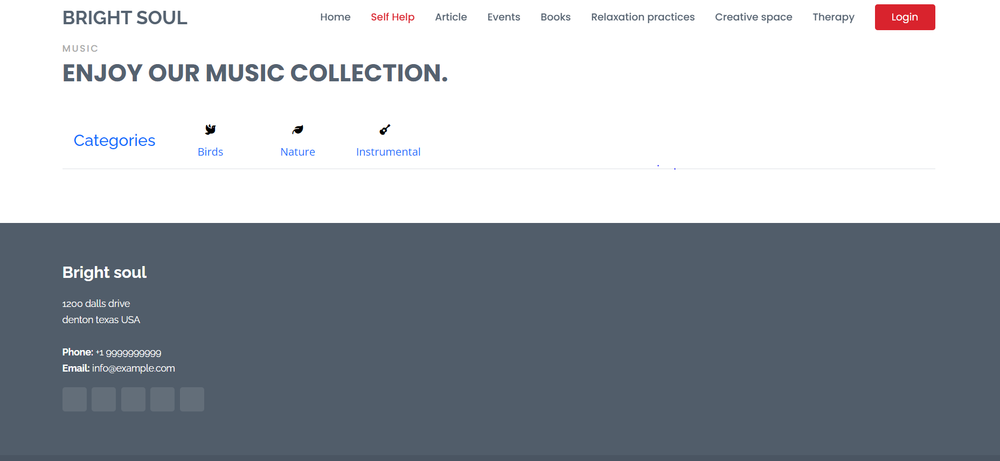 BRIGHT SOUL
Home Self Help Article Events Books Relaxation practices Creative space Therapy Login
MUSIC
ENJOY OUR MUSIC COLLECTION.
Categories
Birds Nature Instrumental
Bright soul
1200 dalls drive
denton texas USA
Phone: +1 9999999999
Email: info@example.com